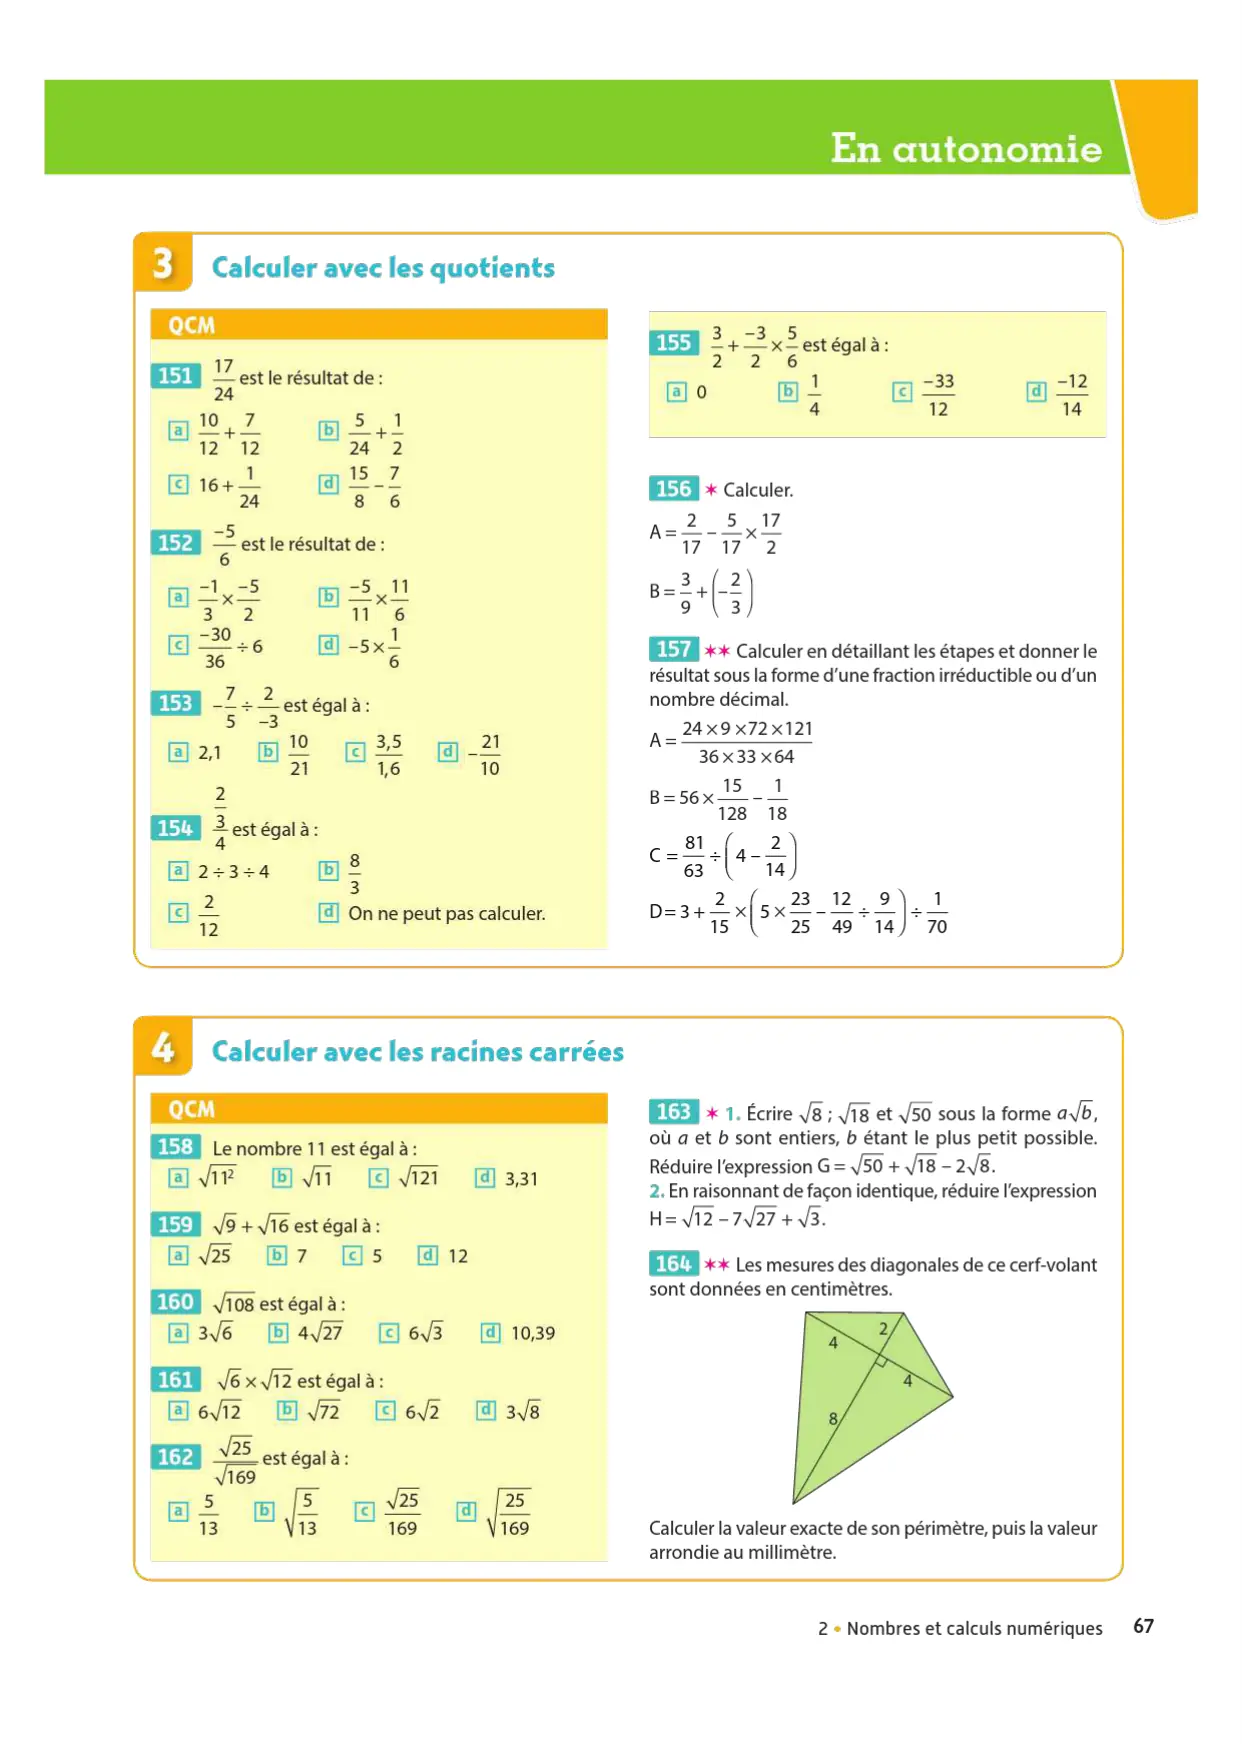 En autonomie
3 Calculer avec les quotients
QCM
151 17/24 est le résultat de :
a 10/12 + 7/12 b 5/24 + 1/2
c 16 + 1/24 d 15/8 − 7/6
152 −5/6 est le résultat de :
a −1/3 × −5/2 b −5/11 × 11/6
c −30/36 ÷ 6 d −5 × 1/6
153 −7/5 ÷ 2/−3 est égal à :
a 2,1 b 10/21 c 3,5/1,6 d −21/10
154 (2/3)/4 est égal à :
a 2 ÷ 3 ÷ 4 b 8/3
c 2/12 d On ne peut pas calculer.
155 3/2 + −3/2 × 5/6 est égal à :
a 0 b 1/4 c −33/12 d −12/14
156 ✶ Calculer.
A = 2/17 − 5/17 × 17/2
B = 3/9 + (−2/3)
157 ✶✶ Calculer en détaillant les étapes et donner le
résultat sous la forme d'une fraction irréductible ou d'un
nombre décimal.
A = (24 × 9 × 72 × 121)/(36 × 33 × 64)
B = 56 × 15/128 − 1/18
C = 81/63 ÷ (4 − 2/14)
D = 3 + 2/15 × (5 × 23/25 − 12/49 ÷ 9/14) ÷ 1/70
4 Calculer avec les racines carrées
QCM
158 Le nombre 11 est égal à :
a √11² b √11 c √121 d 3,31
159 √9 + √16 est égal à :
a √25 b 7 c 5 d 12
160 √108 est égal à :
a 3√6 b 4√27 c 6√3 d 10,39
161 √6 × √12 est égal à :
a 6√12 b √72 c 6√2 d 3√8
162 √25/√169 est égal à :
a 5/13 b √(5/13) c √25/169 d √(25/169)
163 ✶ 1. Écrire √8 ; √18 et √50 sous la forme a√b,
où a et b sont entiers, b étant le plus petit possible.
Réduire l'expression G = √50 + √18 − 2√8.
2. En raisonnant de façon identique, réduire l'expression
H = √12 − 7√27 + √3.
164 ✶✶ Les mesures des diagonales de ce cerf-volant
sont données en centimètres.
2
4
4
8
Calculer la valeur exacte de son périmètre, puis la valeur
arrondie au millimètre.
2 • Nombres et calculs numériques 67